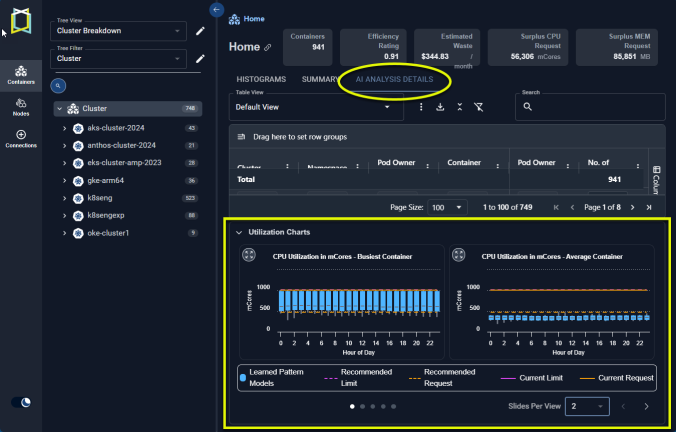 Containers
Nodes
Connections
Tree View
Cluster Breakdown
Tree Filter
Cluster
Cluster 748
aks-cluster-2024 43
anthos-cluster-2024 21
eks-cluster-amp-2023 28
gke-arm64 36
k8seng 523
k8sengexp 88
oke-cluster1 9
Home
Home
Containers
941
Efficiency
Rating
0.91
Estimated
Waste
$344.83 /
month
Surplus CPU
Request
56,306 mCores
Surplus MEM
Request
85,851 MB
HISTOGRAMS SUMMARY AI ANALYSIS DETAILS
Table View
Default View
Search
Drag here to set row groups
Cluster Namespace Pod Owner Container Pod Owner No. of
Total 941
Colum
Page Size: 100 1 to 100 of 749 Page 1 of 8
Utilization Charts
CPU Utilization in mCores - Busiest Container
mCores
1000
500
0
0 2 4 6 8 10 12 14 16 18 20 22
Hour of Day
CPU Utilization in mCores - Average Container
mCores
1000
500
0
0 2 4 6 8 10 12 14 16 18 20 22
Hour of Day
Learned Pattern
Models
Recommended
Limit
Recommended
Request
Current Limit
Current Request
Slides Per View 2